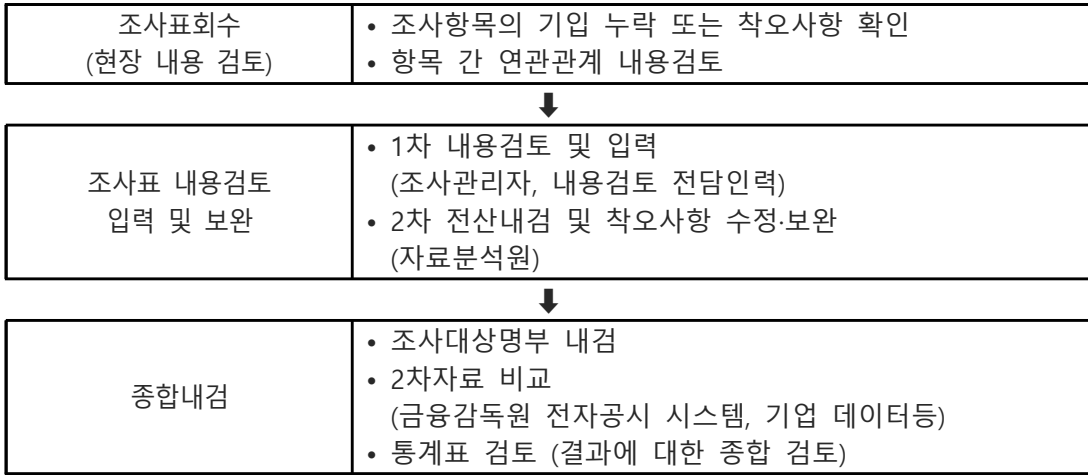 조사표회수
(현장 내용 검토)
• 조사항목의 기입 누락 또는 착오사항 확인
• 항목 간 연관관계 내용검토
⬇
조사표 내용검토
입력 및 보완
• 1차 내용검토 및 입력
(조사관리자, 내용검토 전담인력)
• 2차 전산내검 및 착오사항 수정·보완
(자료분석원)
⬇
종합내검
• 조사대상명부 내검
• 2차자료 비교
(금융감독원 전자공시 시스템, 기업 데이터등)
• 통계표 검토 (결과에 대한 종합 검토)